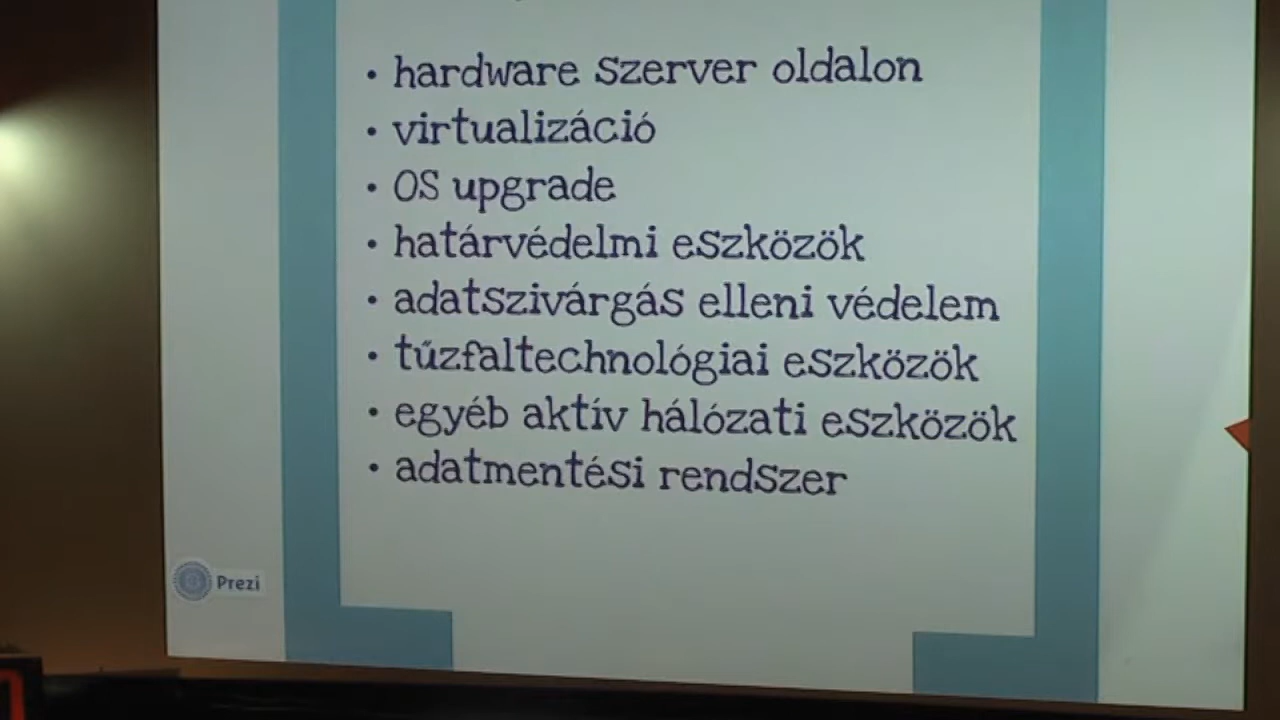 • hardware szerver oldalon
• virtualizáció
• OS upgrade
• határvédelmi eszközök
• adatszivárgás elleni védelem
• tűzfaltechnológiai eszközök
• egyéb aktív hálózati eszközök
• adatmentési rendszer
Prezi